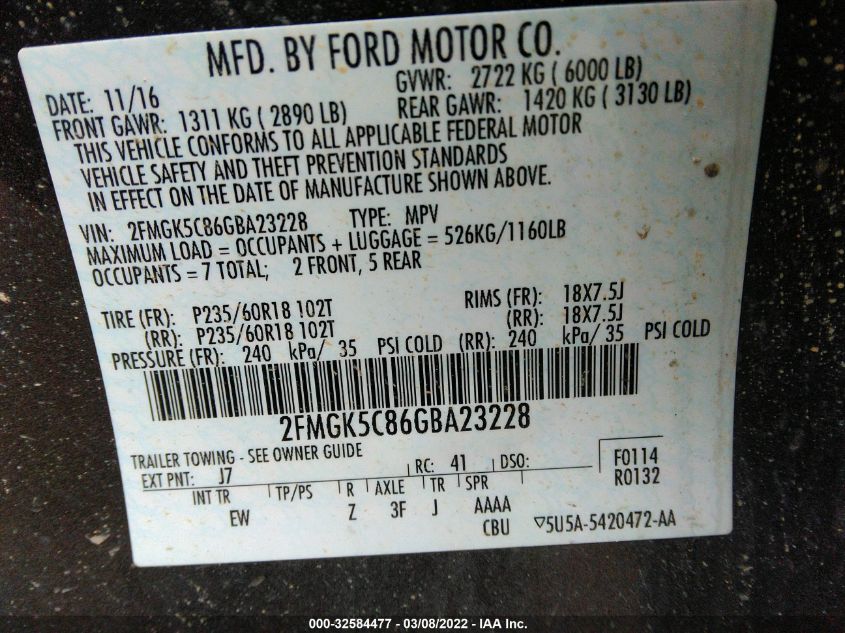 MFD. BY FORD MOTOR CO.
DATE: 11/16 GVWR: 2722 KG ( 6000 LB)
FRONT GAWR: 1311 KG ( 2890 LB) REAR GAWR: 1420 KG ( 3130 LB)
THIS VEHICLE CONFORMS TO ALL APPLICABLE FEDERAL MOTOR
VEHICLE SAFETY AND THEFT PREVENTION STANDARDS
IN EFFECT ON THE DATE OF MANUFACTURE SHOWN ABOVE.
VIN: 2FMGK5C86GBA23228 TYPE: MPV
MAXIMUM LOAD = OCCUPANTS + LUGGAGE = 526KG/1160LB
OCCUPANTS = 7 TOTAL; 2 FRONT, 5 REAR
TIRE (FR): P235/60R18 102T RIMS (FR): 18X7.5J
(RR): P235/60R18 102T (RR): 18X7.5J
PRESSURE (FR): 240 kPa/ 35 PSI COLD (RR): 240 kPa/ 35 PSI COLD
2FMGK5C86GBA23228
TRAILER TOWING - SEE OWNER GUIDE
EXT PNT: J7 RC: 41 DSO: F0114
R0132
INT TR TP/PS R AXLE TR SPR
EW Z 3F J AAAA
CBU ▽5U5A-5420472-AA
000-32584477 - 03/08/2022 - IAA Inc.